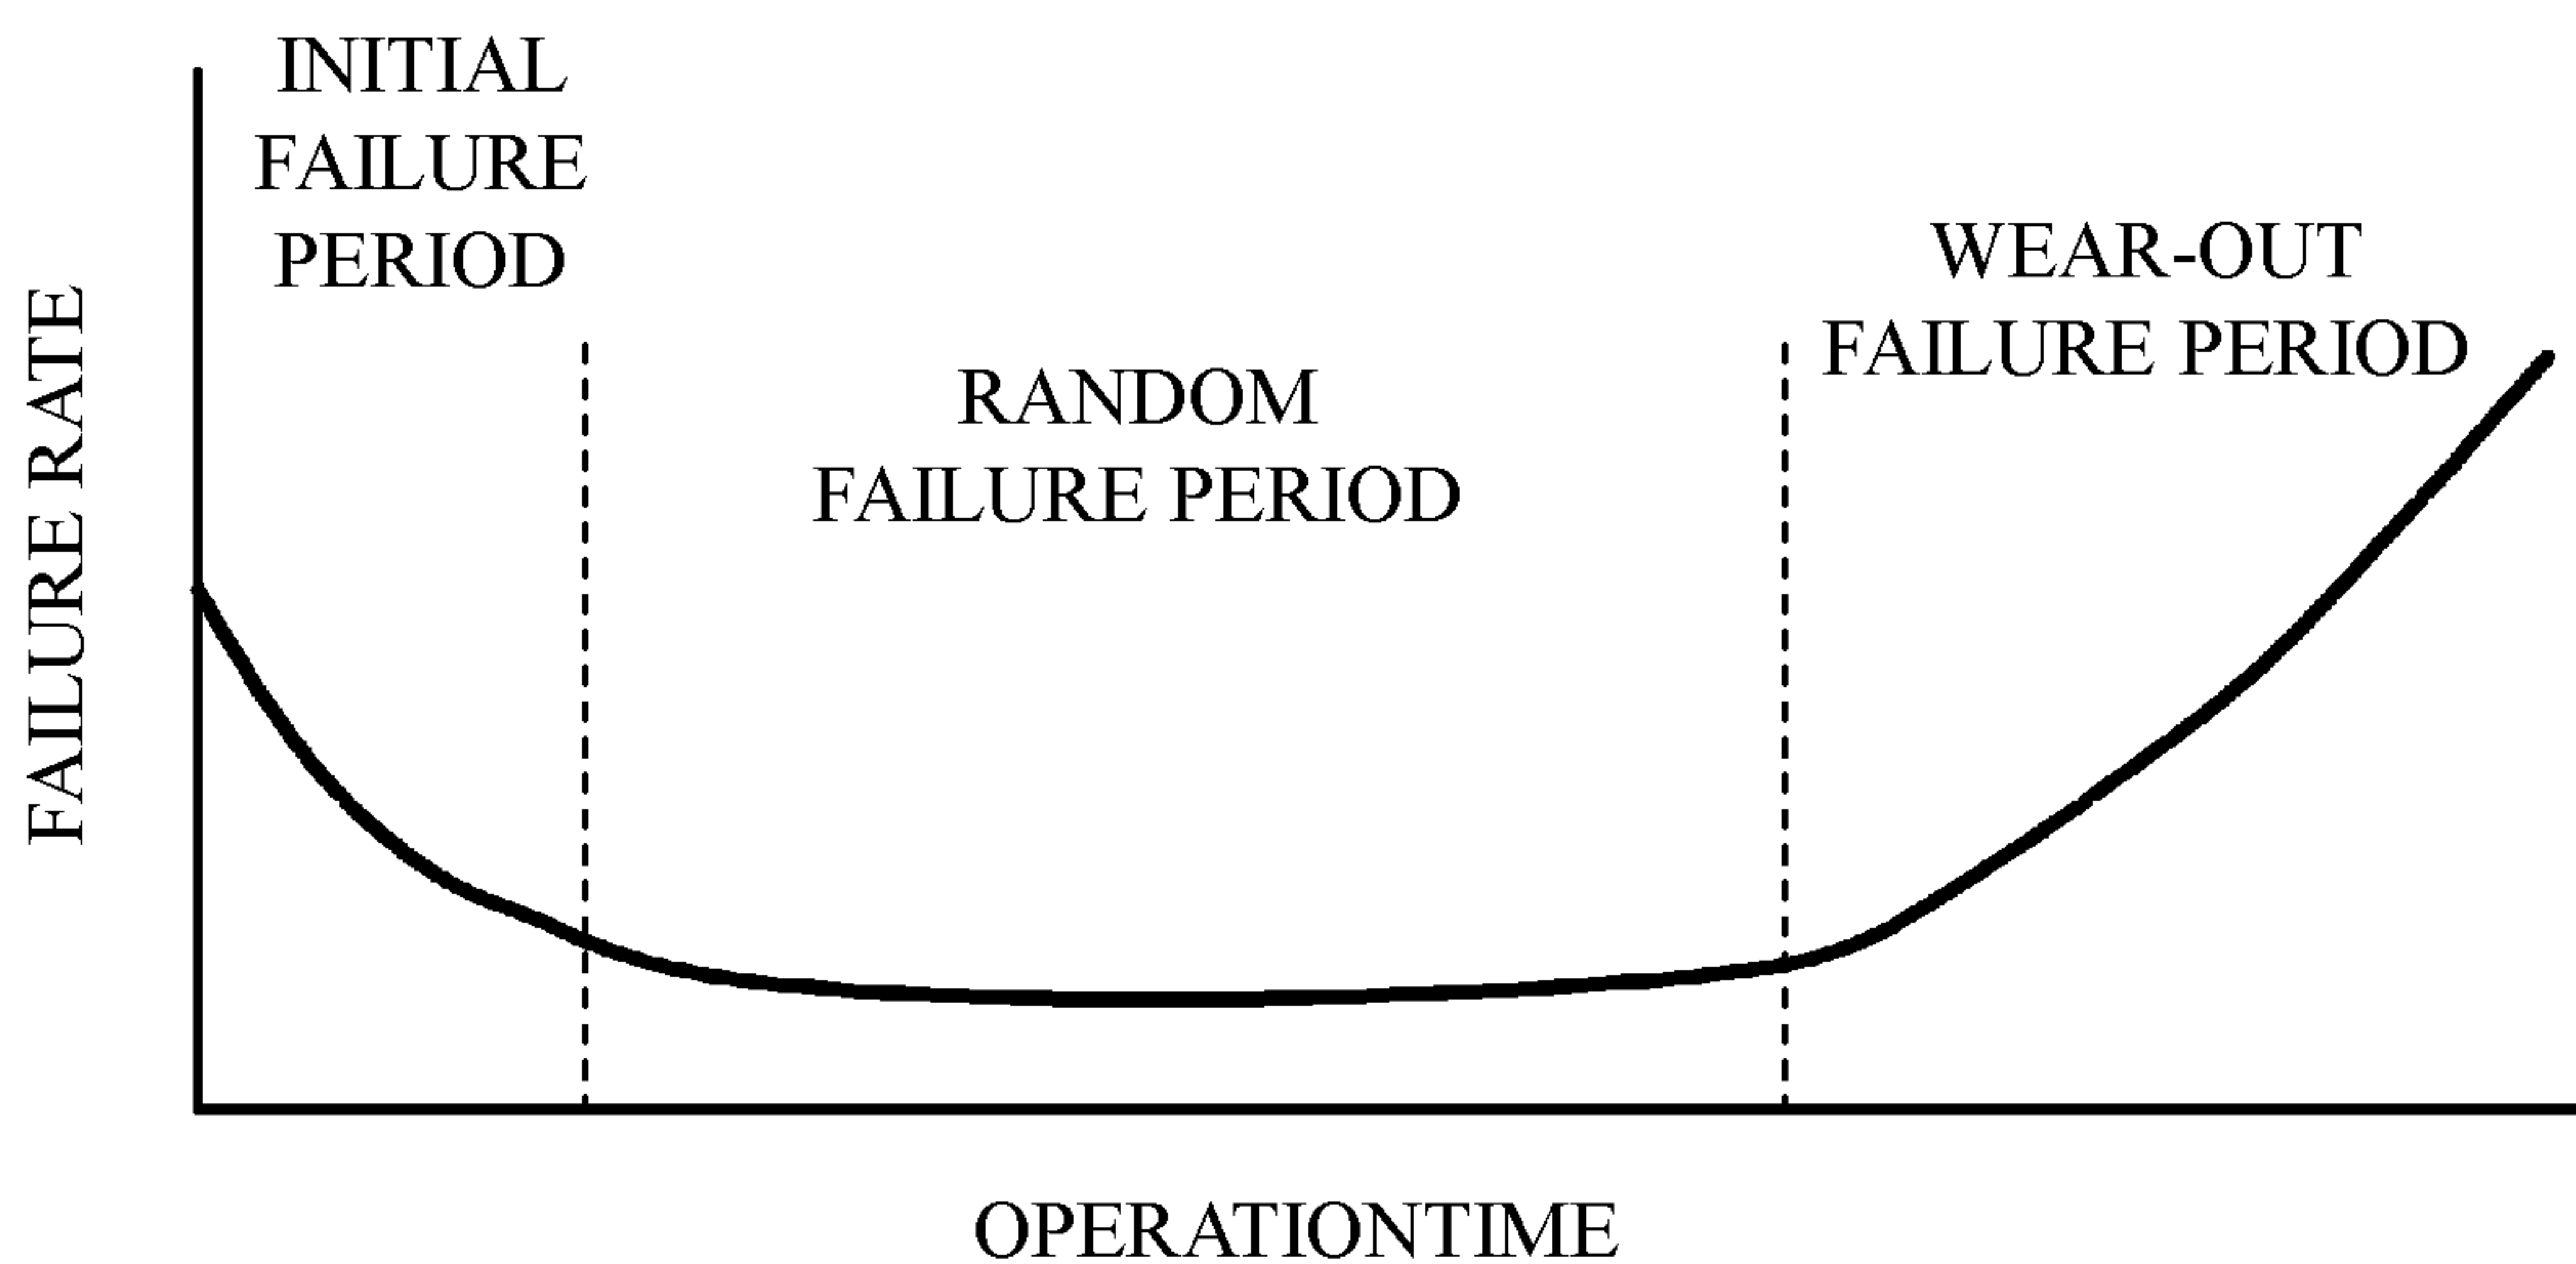 INITIAL
FAILURE
PERIOD
WEAR-OUT
FAILURE PERIOD
RANDOM
FAILURE PERIOD
FAILURE RATE
OPERATIONTIME